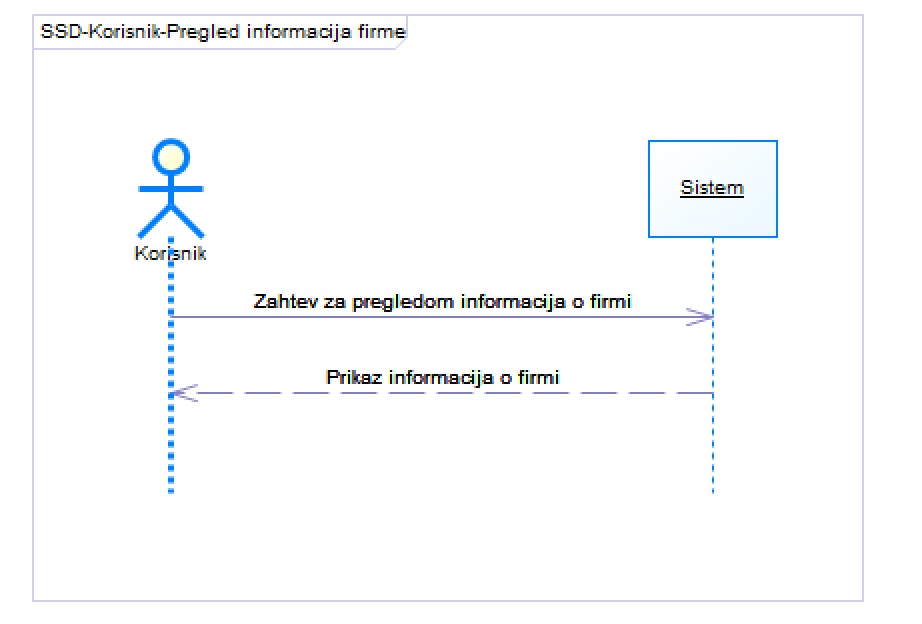 SSD-Korisnik-Pregled informacija firme
Sistem
Korisnik
Zahtev za pregledom informacija o firmi
Prikaz informacija o firmi